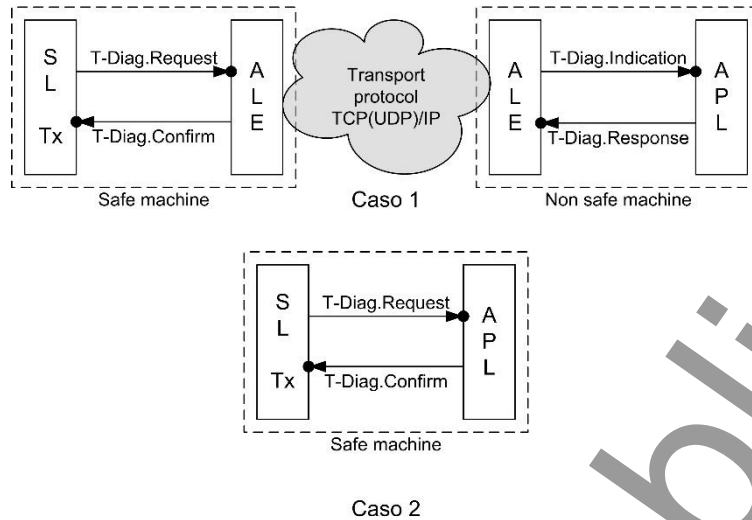 S L Tx
T-Diag.Request
T-Diag.Confirm
A L E
Safe machine
Transport
protocol
TCP(UDP)/IP
Caso 1
A L E
T-Diag.Indication
T-Diag.Response
A P L
Non safe machine
S L Tx
T-Diag.Request
T-Diag.Confirm
A P L
Safe machine
Caso 2
bli